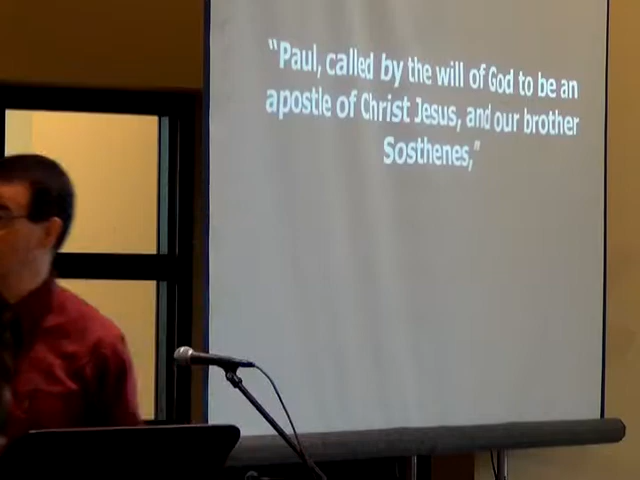 “Paul, called by the will of God to be an
apostle of Christ Jesus, and our brother
Sosthenes,”